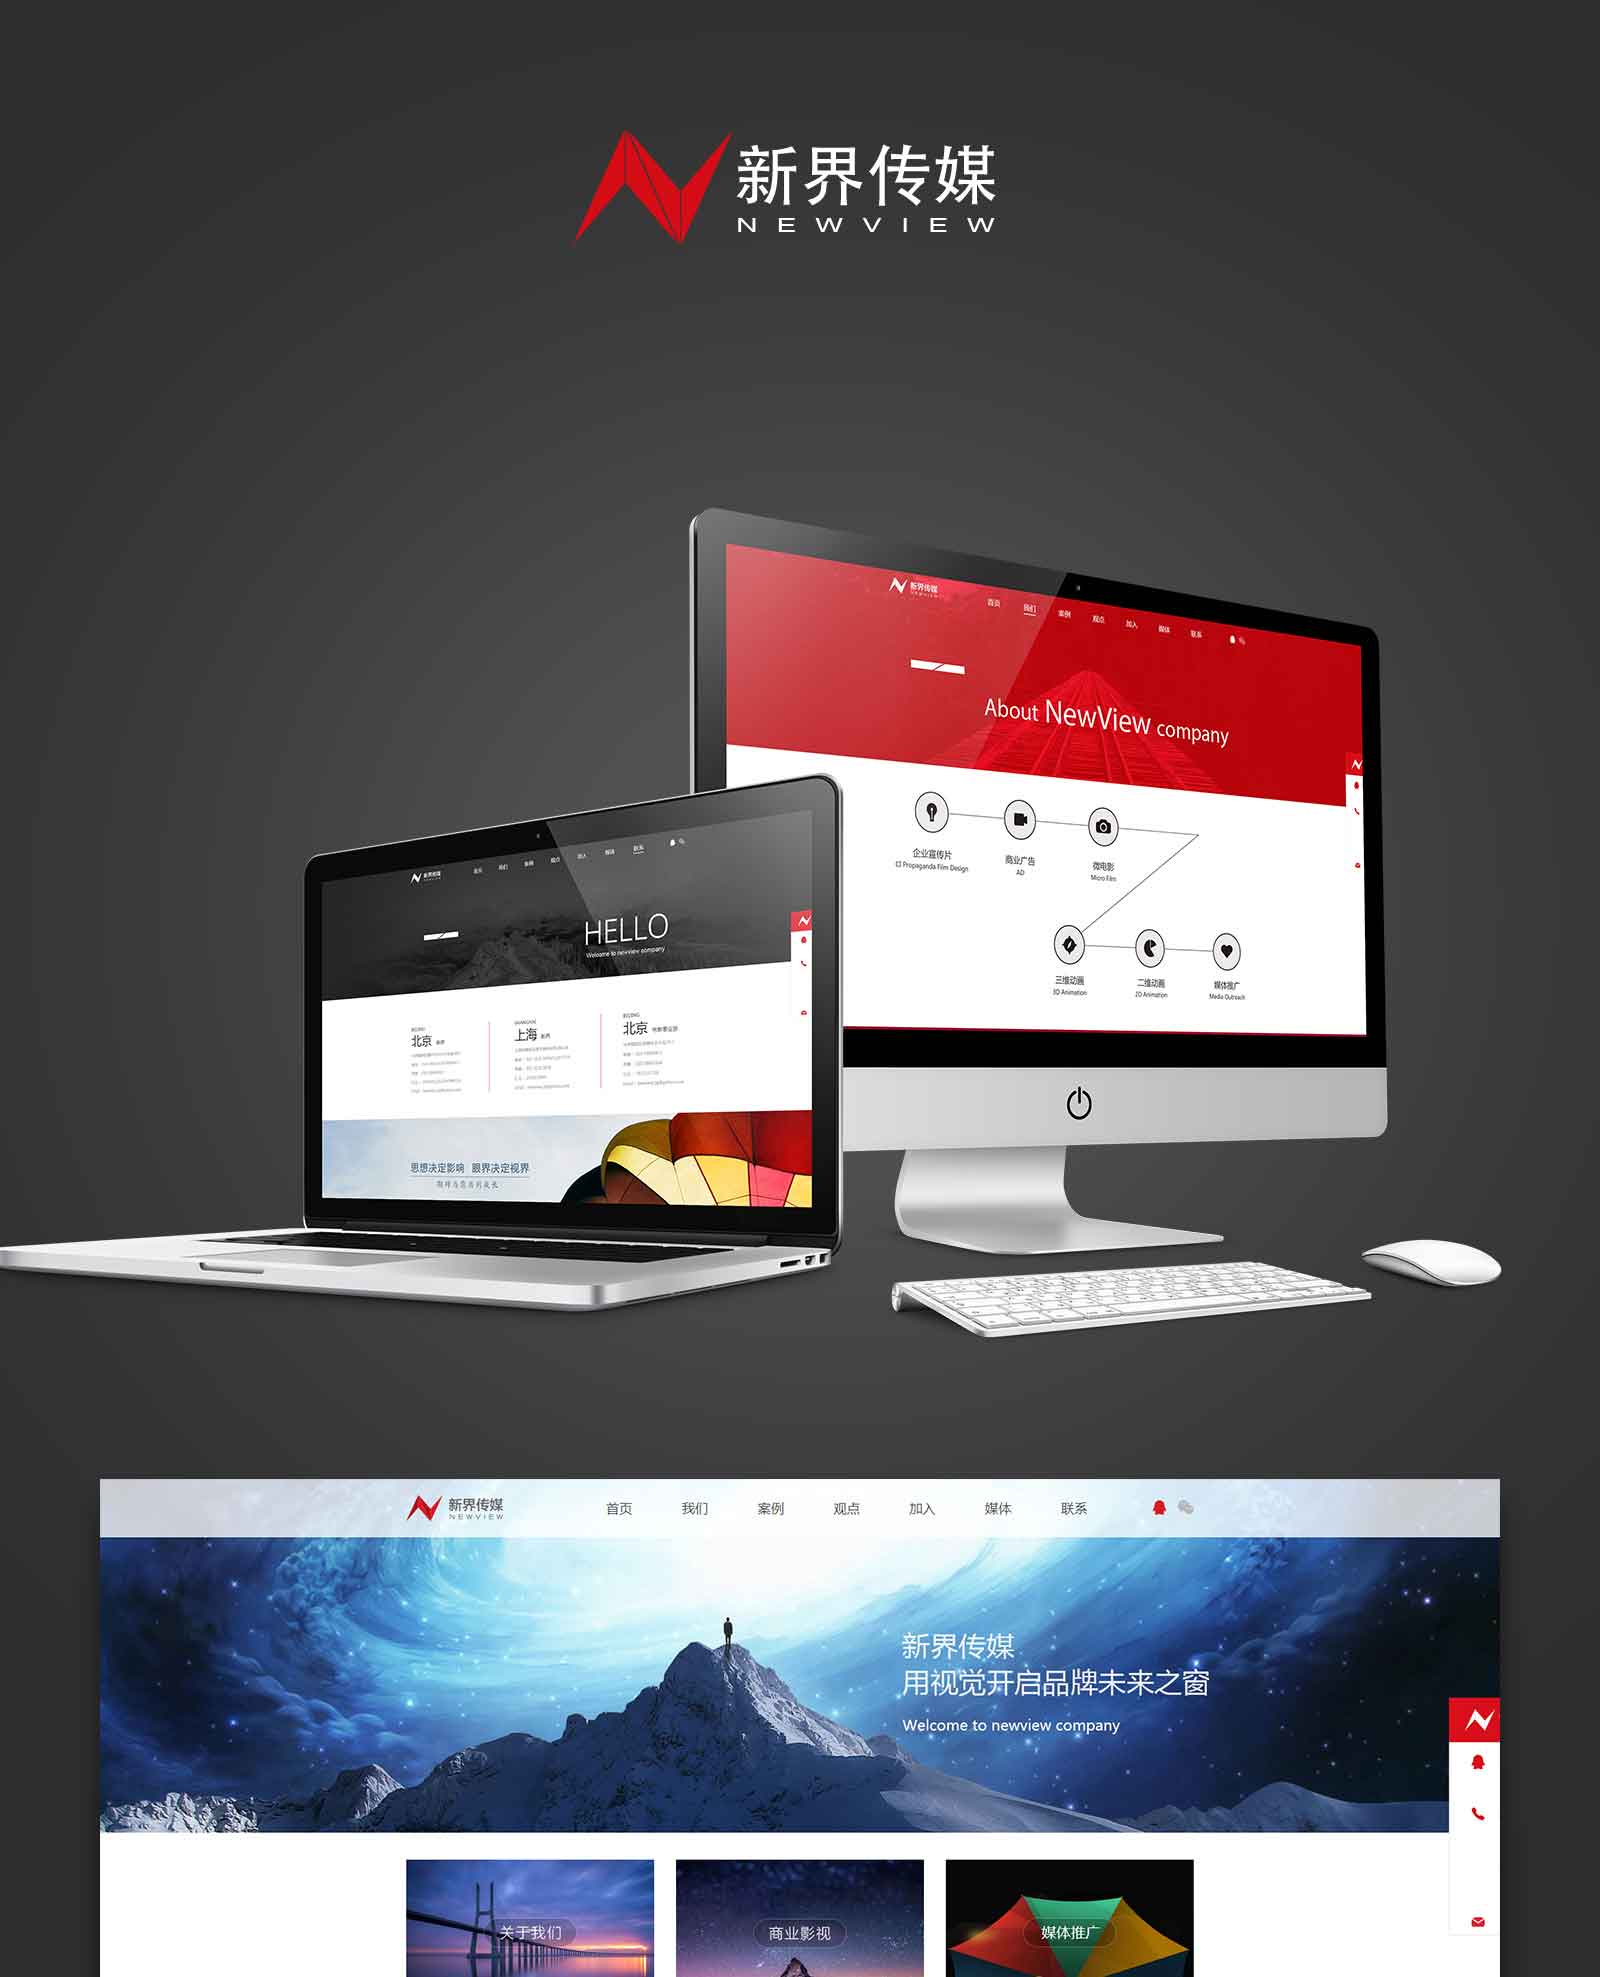 新界传媒
NEWVIEW
新界传媒
首页 我们 案例 观点 加入 媒体 联系
About NewView company
企业宣传片
商业广告
微电影
Propaganda Film Design
AD
Micro Film
三维动画
二维动画
媒体推广
3D Animation
2D Animation
Media Outreach
新界传媒
首页 我们 案例 观点 加入 媒体 联系
HELLO
Welcome to newview company
北京
上海
北京
思想决定影响 眼界决定视界
新界传媒
NEWVIEW
首页 我们 案例 观点 加入 媒体 联系
新界传媒
用视觉开启品牌未来之窗
Welcome to newview company
关于我们
商业影视
媒体推广